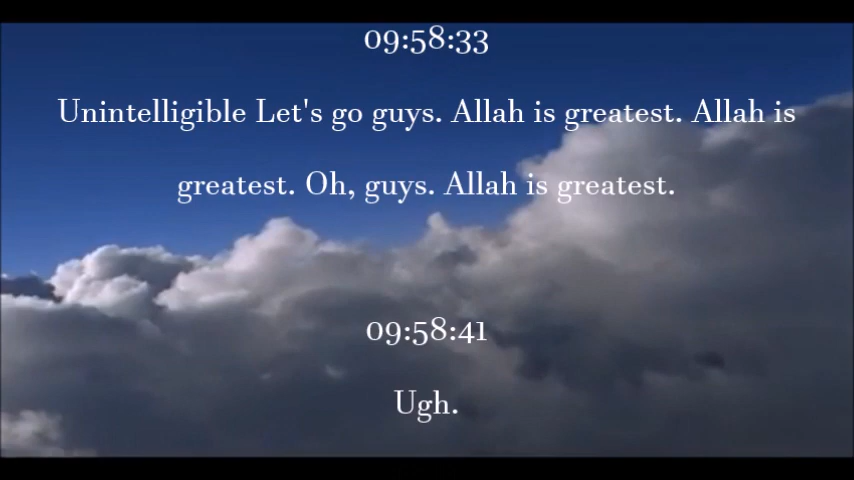 09:58:33
Unintelligible Let's go guys. Allah is greatest. Allah is
greatest. Oh, guys. Allah is greatest.
09:58:41
Ugh.